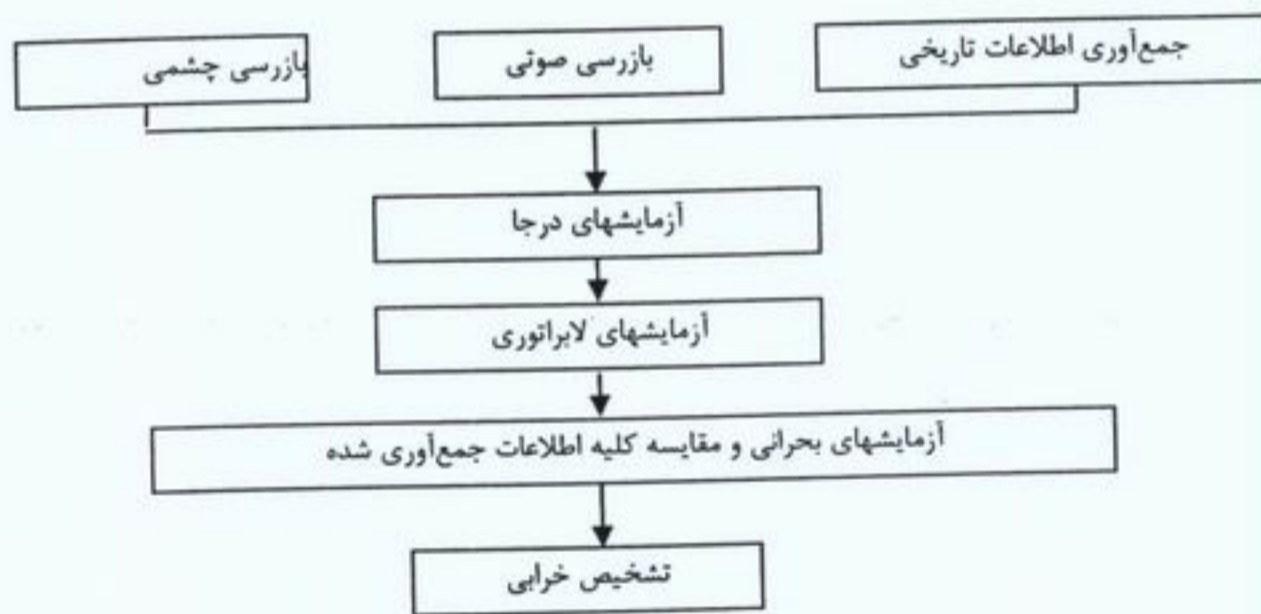 جمع‌آوری اطلاعات تاریخی
بازرسی صوتی
بازرسی چشمی
آزمایشهای درجا
آزمایشهای لابراتوری
آزمایشهای بحرانی و مقایسه کلیه اطلاعات جمع‌آوری شده
تشخیص خرابی